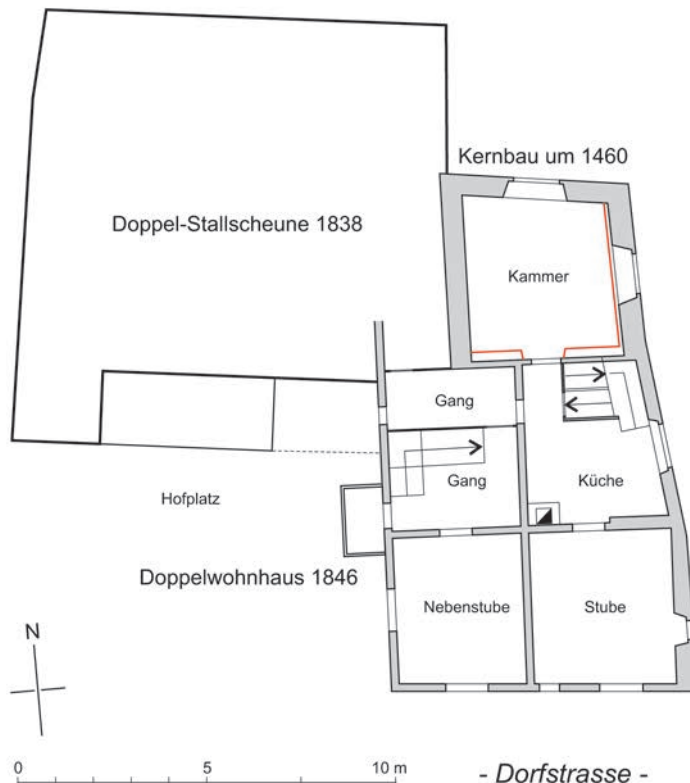 Kernbau um 1460
Doppel-Stallscheune 1838
Kammer
Gang
Gang
Küche
Hofplatz
Doppelwohnhaus 1846
Nebenstube
Stube
N
0 5 10 m
- Dorfstrasse -